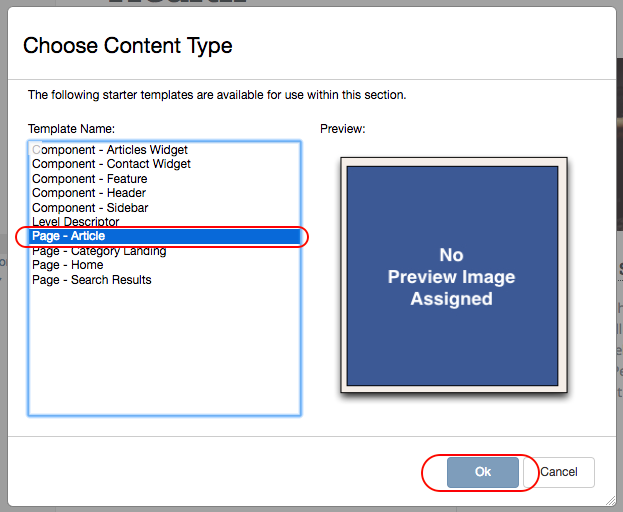 Choose Content Type
The following starter templates are available for use within this section.
Template Name:
Preview:
Component - Articles Widget
Component - Contact Widget
Component - Feature
Component - Header
Component - Sidebar
Level Descriptor
Page - Article
Page - Category Landing
Page - Home
Page - Search Results
No
Preview Image
Assigned
Ok
Cancel